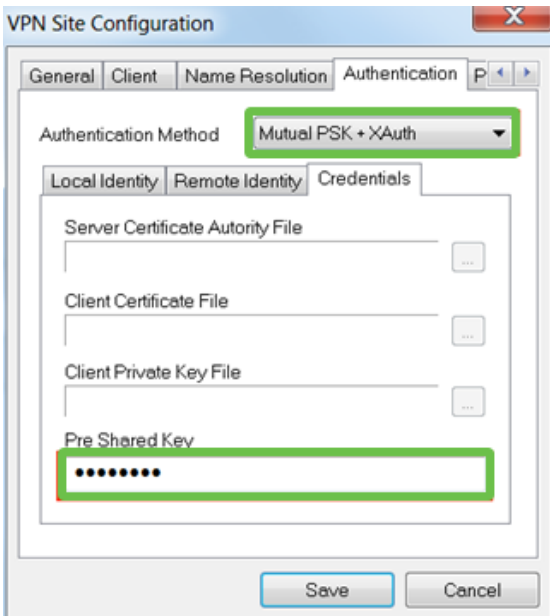 VPN Site Configuration
General Client Name Resolution Authentication P
Authentication Method Mutual PSK + XAuth
Local Identity Remote Identity Credentials
Server Certificate Autority File
...
Client Certificate File
...
Client Private Key File
...
Pre Shared Key
••••••••
Save Cancel